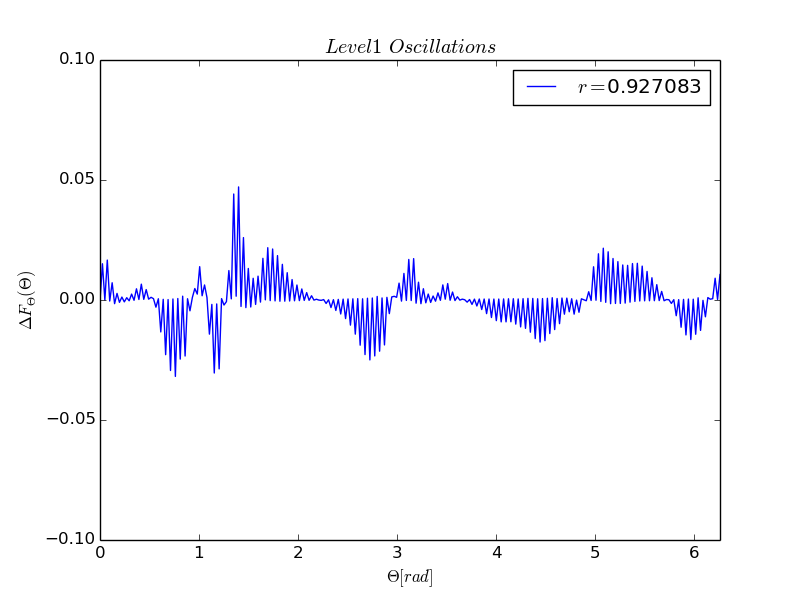 Level1 Oscillations
r=0.927083
0.10
0.05
0.00
−0.05
−0.10
ΔF_Θ(Θ)
0 1 2 3 4 5 6
Θ[rad]